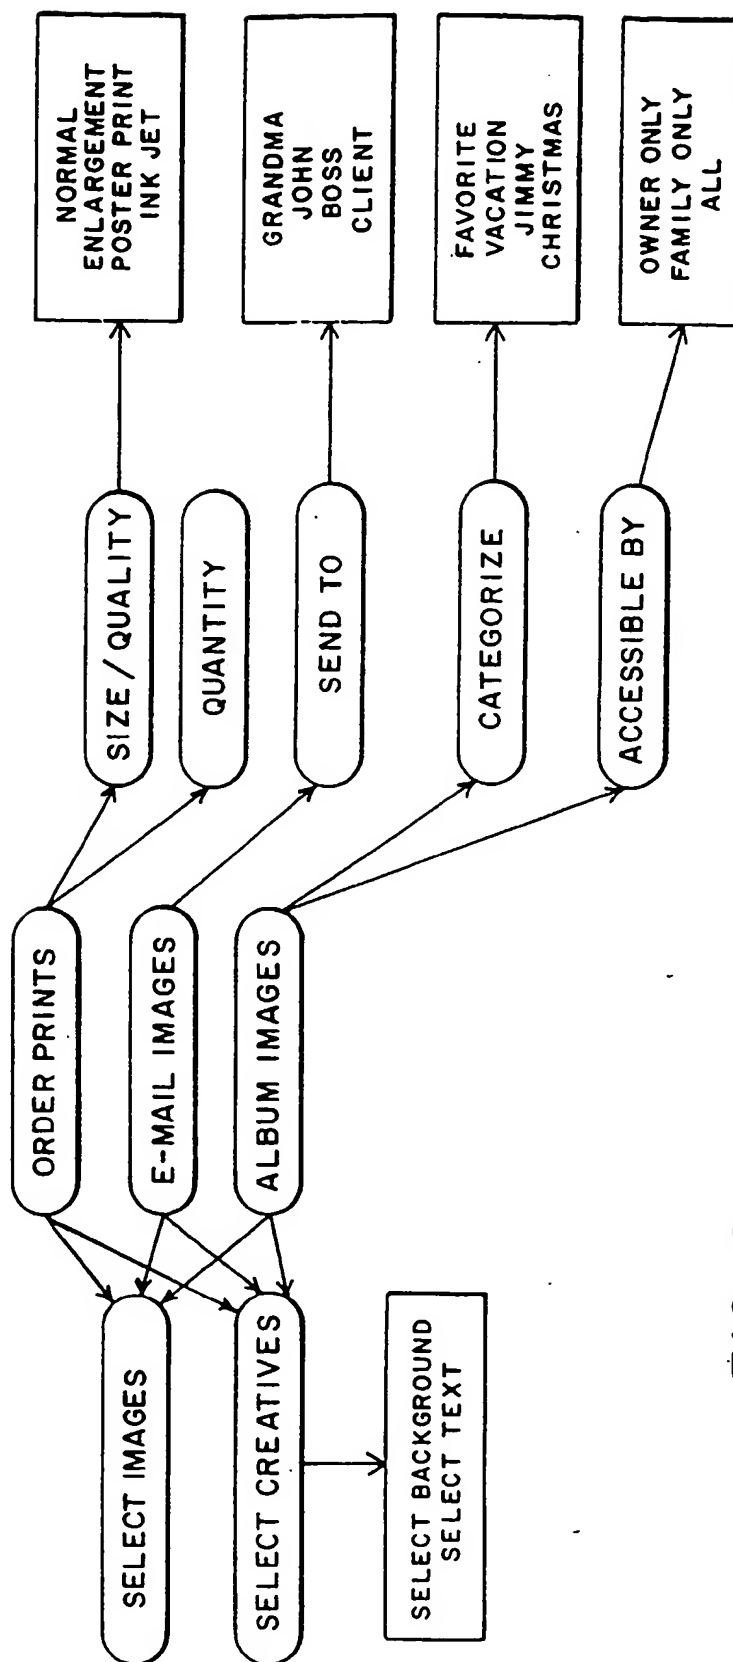 SELECT IMAGES
SELECT CREATIVES
SELECT BACKGROUND
SELECT TEXT
ORDER PRINTS
E-MAIL IMAGES
ALBUM IMAGES
SIZE / QUALITY
QUANTITY
SEND TO
CATEGORIZE
ACCESSIBLE BY
NORMAL
ENLARGEMENT
POSTER PRINT
INK JET
GRANDMA
JOHN
BOSS
CLIENT
FAVORITE
VACATION
JIMMY
CHRISTMAS
OWNER ONLY
FAMILY ONLY
ALL